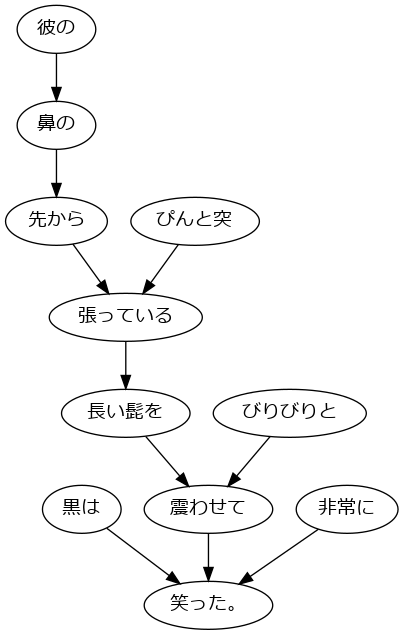 彼の
鼻の
先から
ぴんと突
張っている
長い髭を
びりびりと
黒は
震わせて
非常に
笑った。